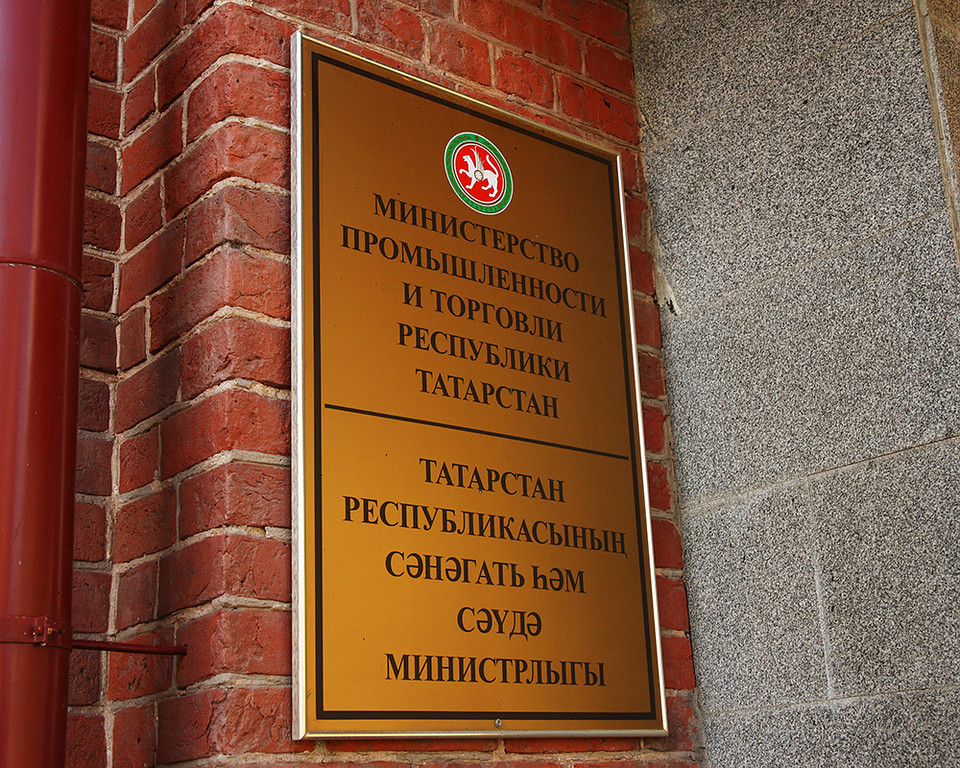 МИНИСТЕРСТВО
ПРОМЫШЛЕННОСТИ
И ТОРГОВЛИ
РЕСПУБЛИКИ
ТАТАРСТАН
ТАТАРСТАН
РЕСПУБЛИКАСЫНЫҢ
СӘНӘГАТЬ ҺӘМ
СӘҮДӘ
МИНИСТРЛЫГЫ